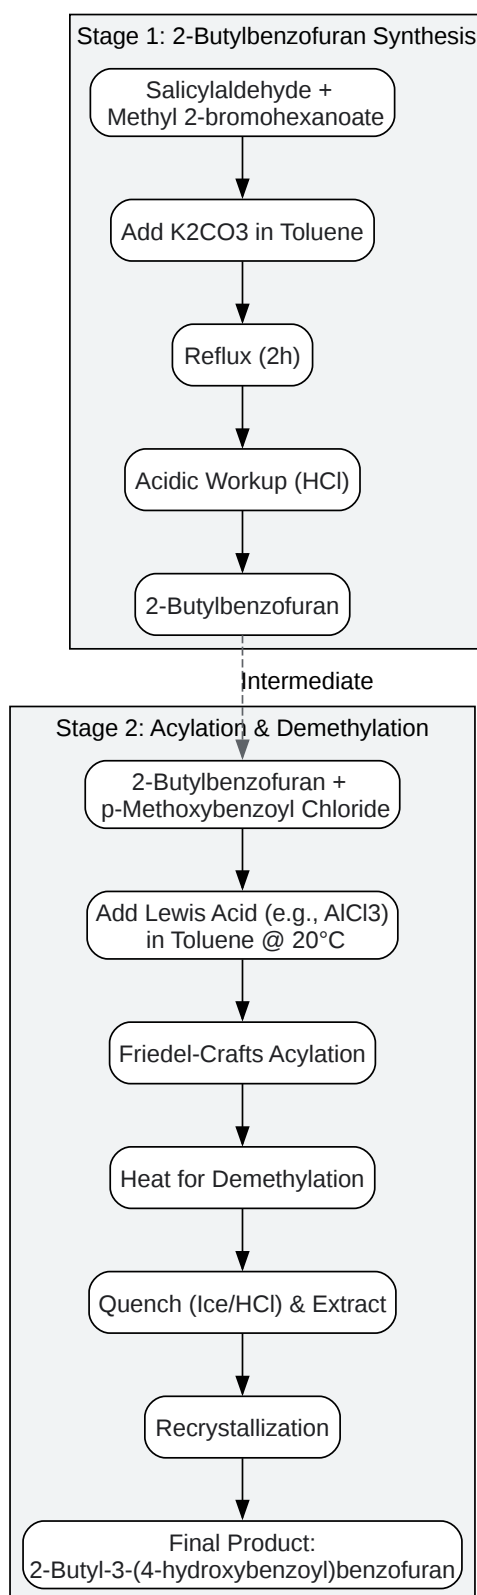 Stage 1: 2-Butylbenzofuran Synthesis
Salicylaldehyde +
Methyl 2-bromohexanoate
Add K2CO3 in Toluene
Reflux (2h)
Acidic Workup (HCl)
2-Butylbenzofuran
Intermediate
Stage 2: Acylation & Demethylation
2-Butylbenzofuran +
p-Methoxybenzoyl Chloride
Add Lewis Acid (e.g., AlCl3)
in Toluene @ 20°C
Friedel-Crafts Acylation
Heat for Demethylation
Quench (Ice/HCl) & Extract
Recrystallization
Final Product:
2-Butyl-3-(4-hydroxybenzoyl)benzofuran